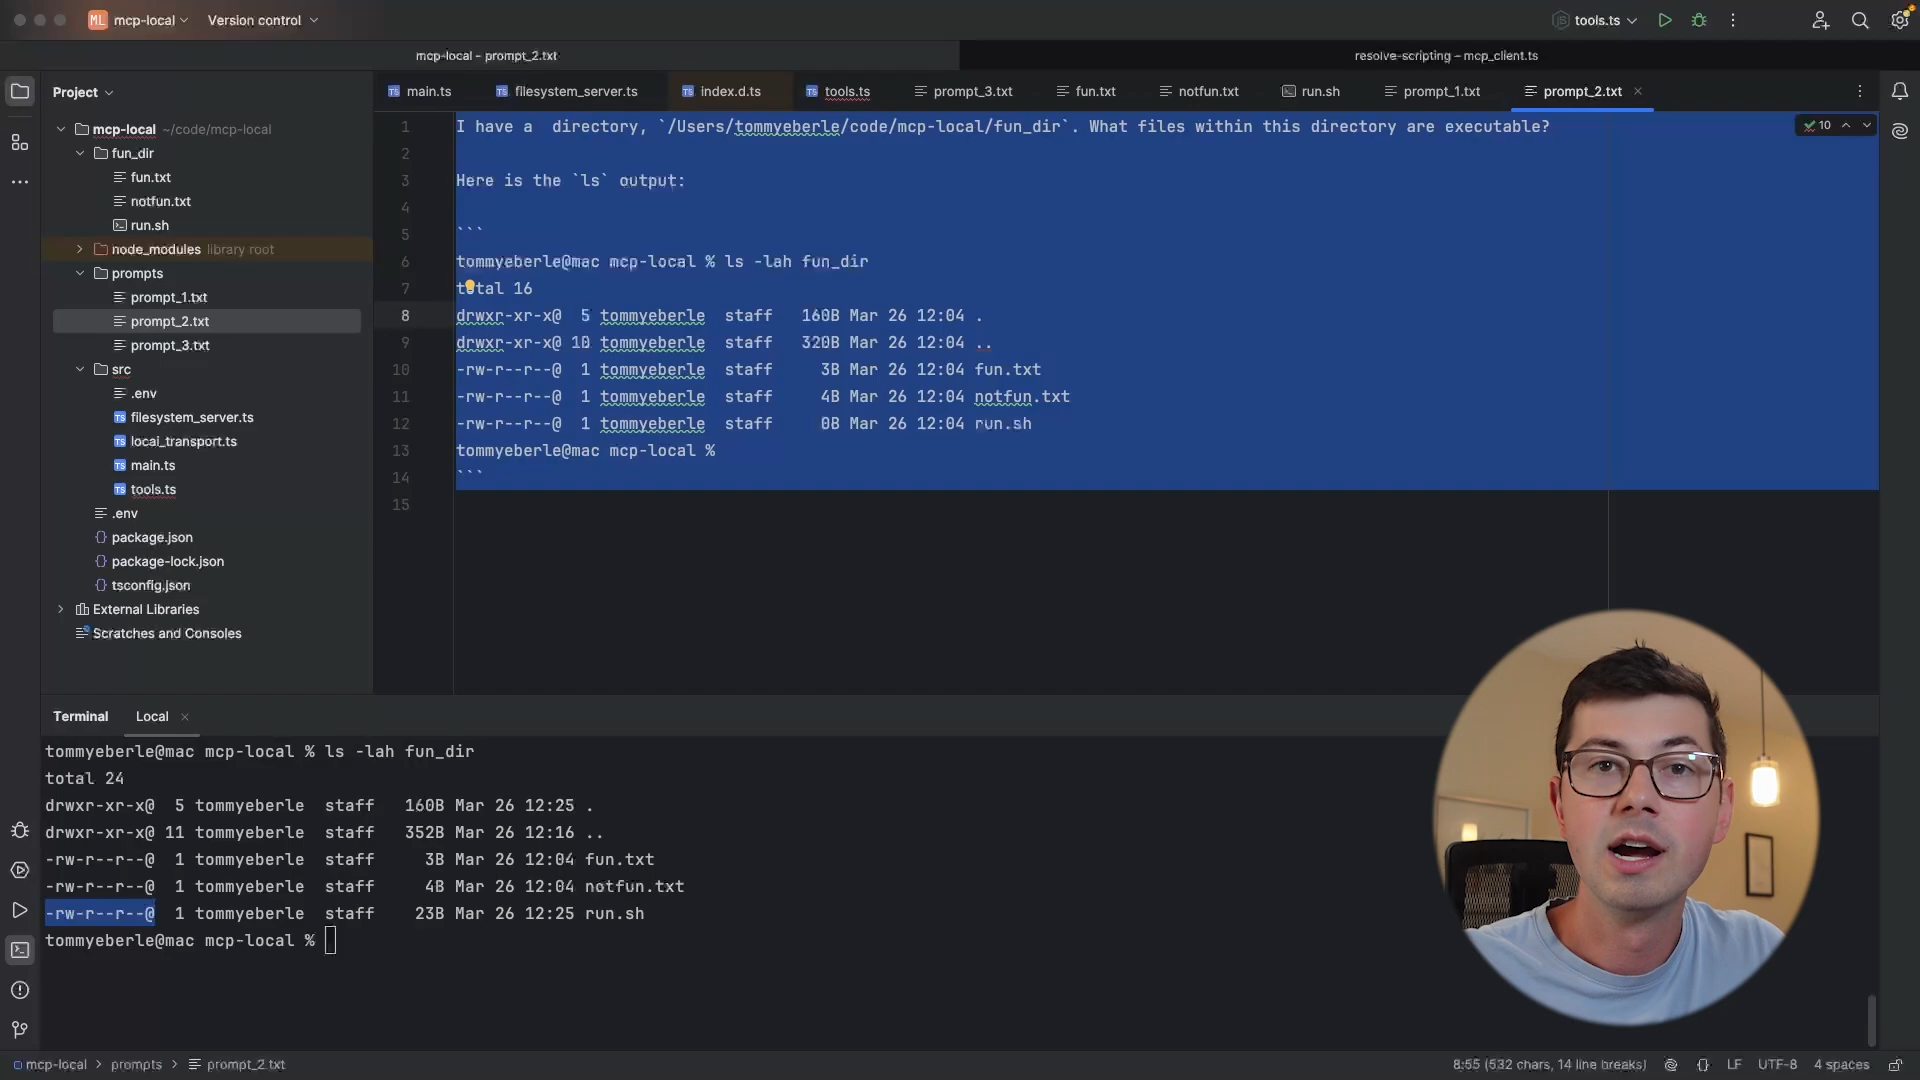 ML mcp-local Version control tools.ts
mcp-local – prompt_2.txt resolve-scripting – mcp_client.ts
Project
TS main.ts TS filesystem_server.ts TS index.d.ts TS tools.ts prompt_3.txt fun.txt notfun.txt run.sh prompt_1.txt prompt_2.txt
mcp-local ~/code/mcp-local
fun_dir
fun.txt
notfun.txt
run.sh
node_modules library root
prompts
prompt_1.txt
prompt_2.txt
prompt_3.txt
src
.env
TS filesystem_server.ts
TS local_transport.ts
TS main.ts
TS tools.ts
.env
package.json
package-lock.json
tsconfig.json
External Libraries
Scratches and Consoles
1 I have a  directory, `/Users/tommyeberle/code/mcp-local/fun_dir`. What files within this directory are executable?
10
2
3 Here is the `ls` output:
4
5 ```
6 tommyeberle@mac mcp-local % ls -lah fun_dir
7 total 16
8 drwxr-xr-x@  5 tommyeberle  staff   160B Mar 26 12:04 .
9 drwxr-xr-x@ 10 tommyeberle  staff   320B Mar 26 12:04 ..
10 -rw-r--r--@  1 tommyeberle  staff     3B Mar 26 12:04 fun.txt
11 -rw-r--r--@  1 tommyeberle  staff     4B Mar 26 12:04 notfun.txt
12 -rw-r--r--@  1 tommyeberle  staff     0B Mar 26 12:04 run.sh
13 tommyeberle@mac mcp-local %
14 ```
15
Terminal Local
tommyeberle@mac mcp-local % ls -lah fun_dir
total 24
drwxr-xr-x@  5 tommyeberle  staff   160B Mar 26 12:25 .
drwxr-xr-x@ 11 tommyeberle  staff   352B Mar 26 12:16 ..
-rw-r--r--@  1 tommyeberle  staff     3B Mar 26 12:04 fun.txt
-rw-r--r--@  1 tommyeberle  staff     4B Mar 26 12:04 notfun.txt
-rw-r--r--@  1 tommyeberle  staff    23B Mar 26 12:25 run.sh
tommyeberle@mac mcp-local %
mcp-local > prompts > prompt_2.txt 8:55 (532 chars, 14 line breaks) LF UTF-8 4 spaces